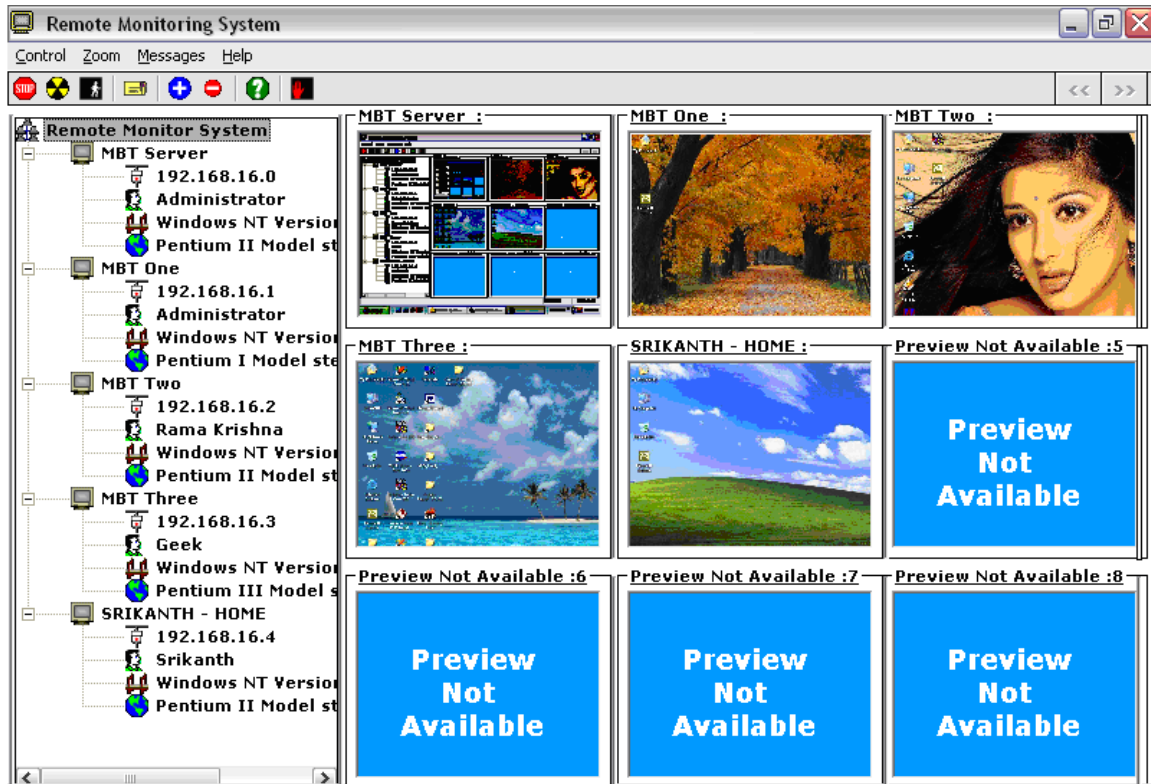 Remote Monitoring System
Control Zoom Messages Help
STOP
<< >>
Remote Monitor System
MBT Server
192.168.16.0
Administrator
Windows NT Version
Pentium II Model st
MBT One
192.168.16.1
Administrator
Windows NT Version
Pentium I Model ste
MBT Two
192.168.16.2
Rama Krishna
Windows NT Version
Pentium II Model st
MBT Three
192.168.16.3
Geek
Windows NT Version
Pentium III Model s
SRIKANTH - HOME
192.168.16.4
Srikanth
Windows NT Version
Pentium II Model st
MBT Server :
MBT One :
MBT Two :
MBT Three :
SRIKANTH - HOME :
Preview Not Available :5
Preview
Not
Available
Preview Not Available :6
Preview
Not
Available
Preview Not Available :7
Preview
Not
Available
Preview Not Available :8
Preview
Not
Available